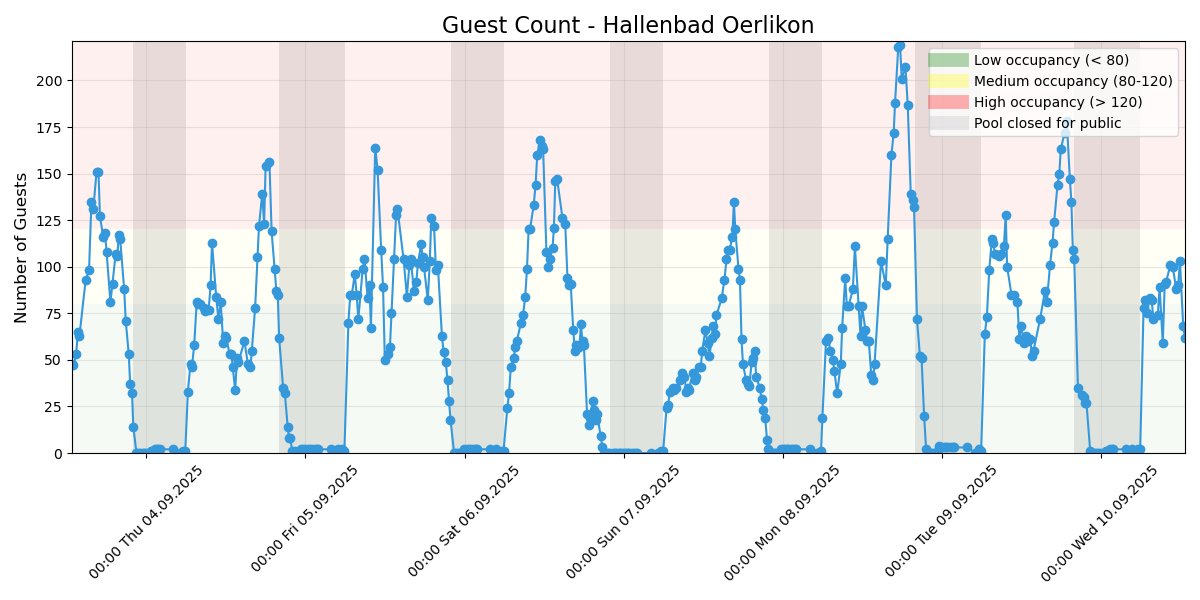 Guest Count - Hallenbad Oerlikon
Number of Guests
200
175
150
125
100
75
50
25
0
Low occupancy (< 80)
Medium occupancy (80-120)
High occupancy (> 120)
Pool closed for public
00:00 Thu 04.09.2025
00:00 Fri 05.09.2025
00:00 Sat 06.09.2025
00:00 Sun 07.09.2025
00:00 Mon 08.09.2025
00:00 Tue 09.09.2025
00:00 Wed 10.09.2025